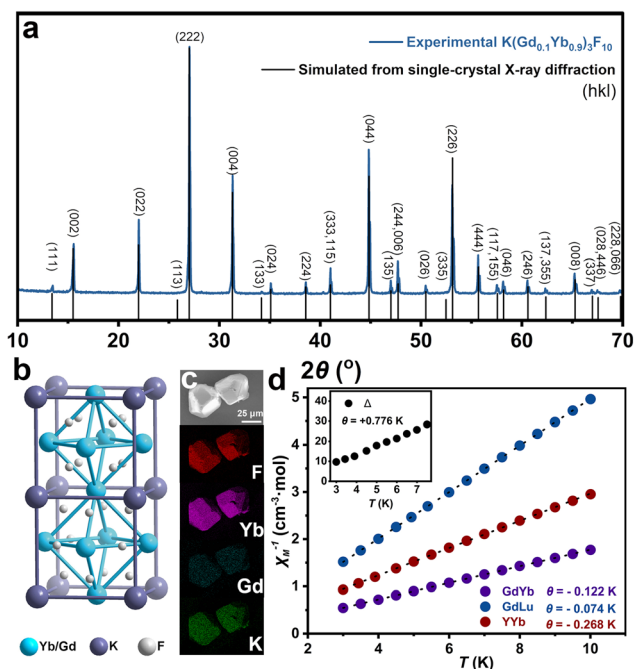 a
Experimental K(Gd0.1Yb0.9)3F10
Simulated from single-crystal X-ray diffraction
(hkl)
(111)
(002)
(022)
(222)
(113)
(004)
(133)
(024)
(224)
(333,115)
(044)
(135)
(244,006)
(026)
(335)
(226)
(444)
(117,155)
(046)
(246)
(137,355)
(008)
(337)
(028,446)
(228,066)
10 20 30 40 50 60 70
2θ (°)
b
Yb/Gd K F
c
25 μm
F
Yb
Gd
K
d
XM-1 (cm-3·mol)
5
4
3
2
1
0
2 4 6 8 10
T (K)
40
30
20
10
0
Δ
θ = +0.776 K
3 4 5 6 7
T (K)
GdYb θ = - 0.122 K
GdLu θ = - 0.074 K
YYb θ = - 0.268 K